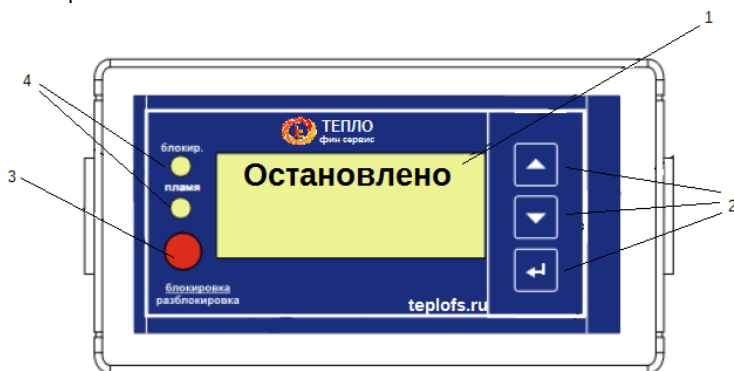 1
ТЕПЛО
фин сервис
4
блокир.
Остановлено
пламя
3
2
блокировка
разблокировка
teplofs.ru